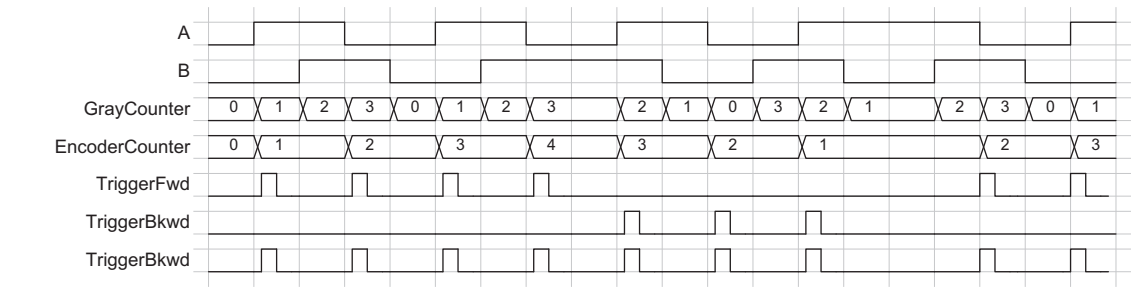 A
B
GrayCounter 0 1 2 3 0 1 2 3 2 1 0 3 2 1 2 3 0 1
EncoderCounter 0 1 2 3 4 3 2 1 2 3
TriggerFwd
TriggerBkwd
TriggerBkwd